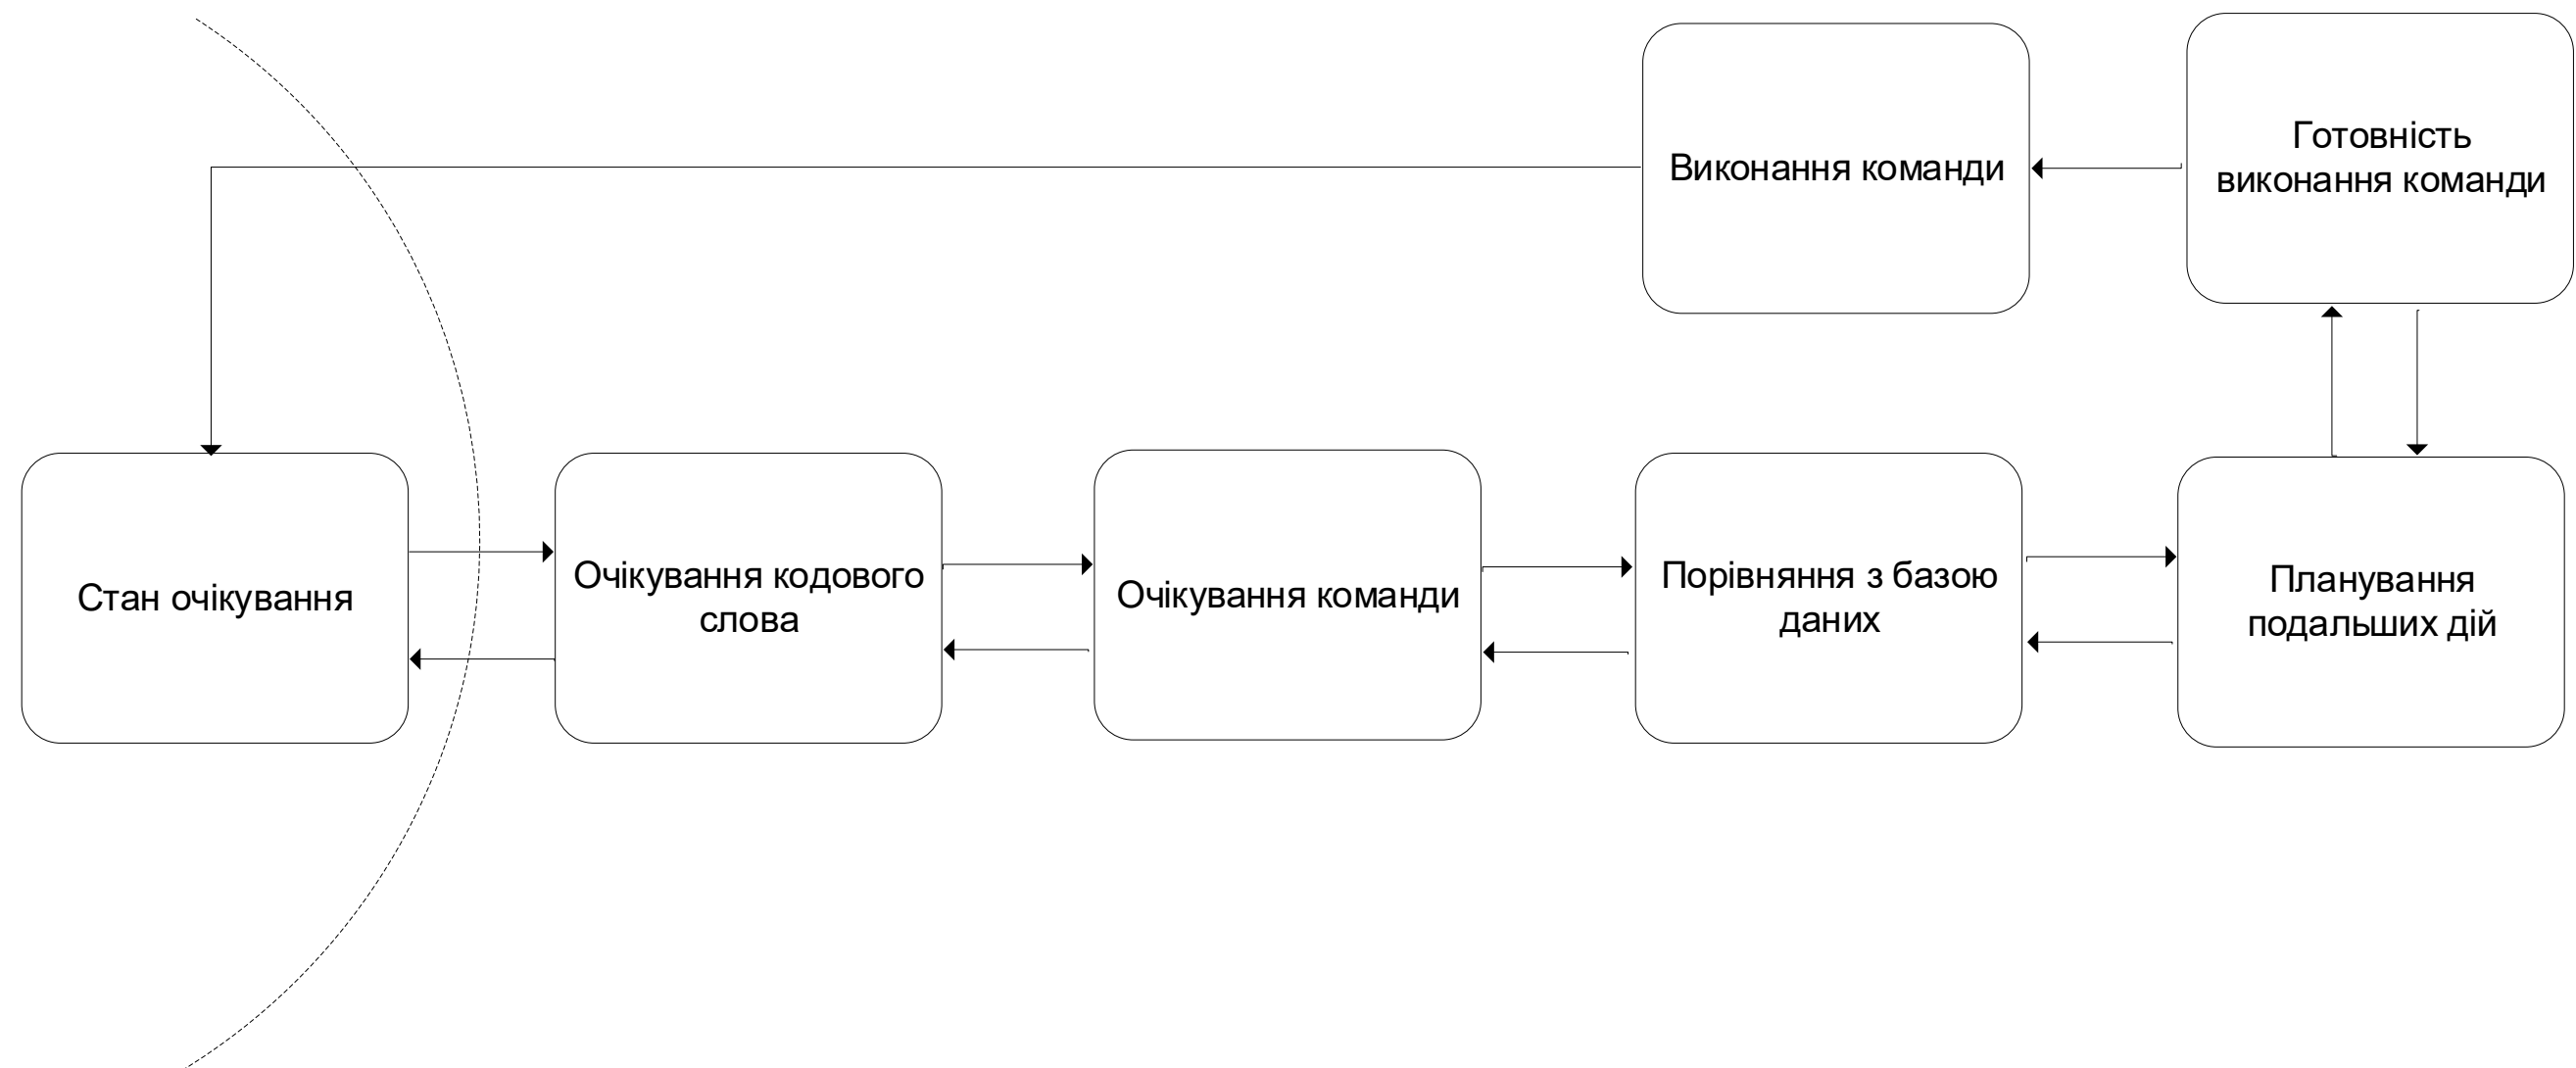 Виконання команди
Готовність
виконання команди
Стан очікування
Очікування кодового
слова
Очікування команди
Порівняння з базою
даних
Планування
подальших дій